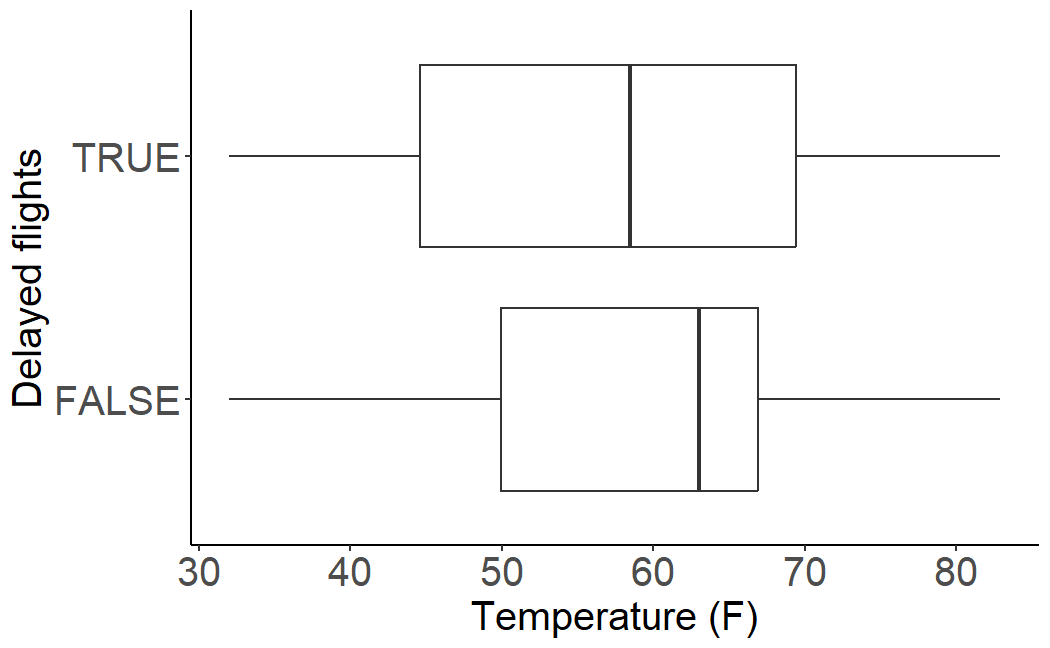 Delayed flights
TRUE
FALSE
30 40 50 60 70 80
Temperature (F)